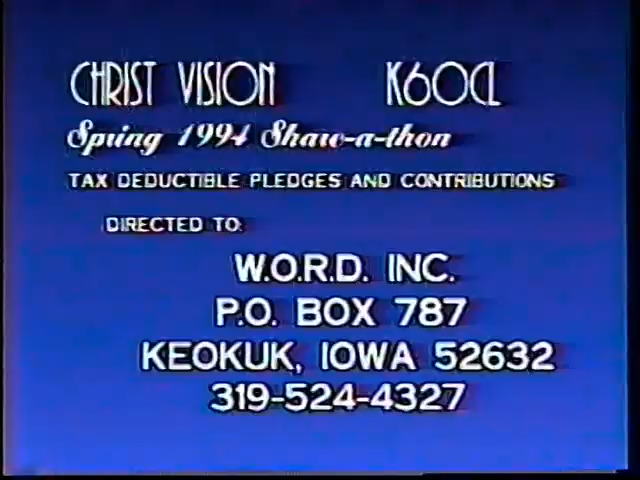 CHRIST VISION K60CL
Spring 1994 Share-a-thon
TAX DEDUCTIBLE PLEDGES AND CONTRIBUTIONS
DIRECTED TO:
W.O.R.D. INC.
P.O. BOX 787
KEOKUK, IOWA 52632
319-524-4327